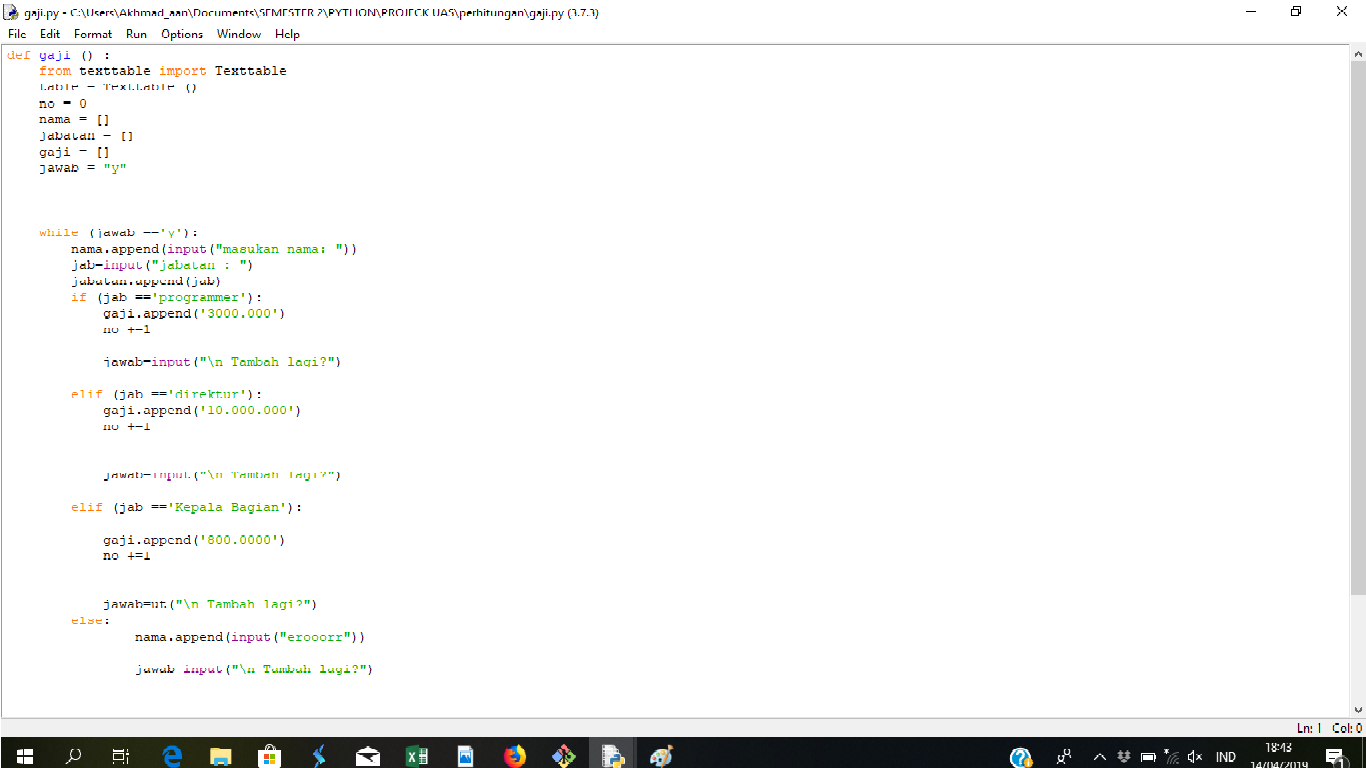 gaji.py - C:\Users\Akhmad_aan\Documents\SEMESTER 2\PYTHON\PROJECK UAS\perhitungan\gaji.py (3.7.3)
File Edit Format Run Options Window Help
def gaji () :
    from texttable import Texttable
    table = Texttable ()
    no = 0
    nama = []
    jabatan = []
    gaji = []
    jawab = "y"
    while (jawab =='y'):
        nama.append(input("masukan nama: "))
        jab=input("jabatan : ")
        jabatan.append(jab)
        if (jab =='programmer'):
            gaji.append('3000.000')
            no +=1
            jawab=input("\n Tambah lagi?")
        elif (jab =='direktur'):
            gaji.append('10.000.000')
            no +=1
            jawab=input("\n Tambah lagi?")
        elif (jab =='Kepala Bagian'):
            gaji.append('800.0000')
            no +=1
            jawab=ut("\n Tambah lagi?")
        else:
                nama.append(input("erooorr"))
                jawab=input("\n Tambah lagi?")
Ln: 1 Col: 0
IND
18:43
14/04/2019
1